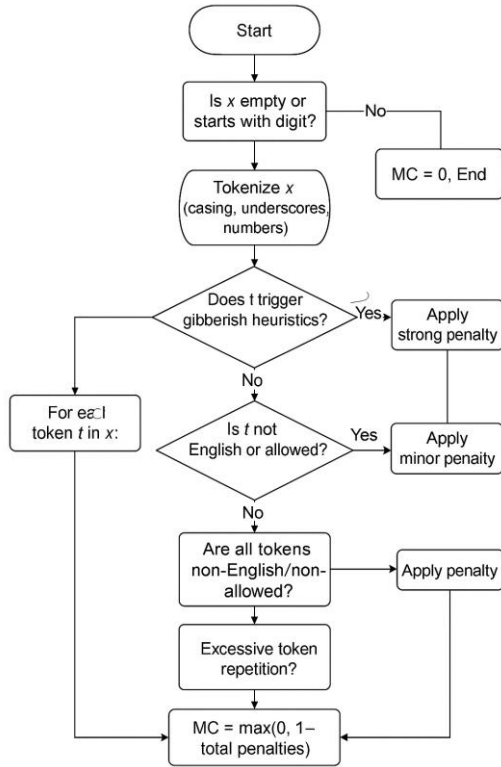 Start
Is x empty or
starts with digit?
No
MC = 0, End
Tokenize x
(casing, underscores,
numbers)
Does t trigger
gibberish heuristics?
Yes
Apply
strong penalty
No
For
token t in x:
Is t not
English or allowed?
Yes
Apply
minor penaity
No
Are all tokens
non-English/non-
allowed?
Apply penalty
Excessive token
repetition?
MC = max(0, 1–
total penalties)